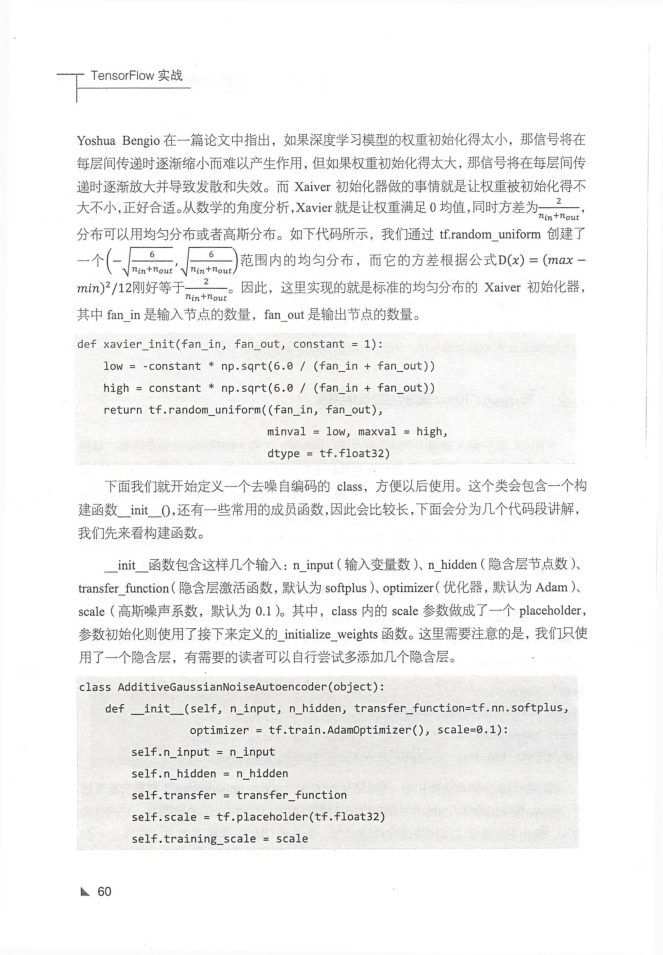 TensorFlow 实战
Yoshua Bengio 在一篇论文中指出，如果深度学习模型的权重初始化得太小，那信号将在
每层间传递时逐渐缩小而难以产生作用，但如果权重初始化得太大，那信号将在每层间传
递时逐渐放大并导致发散和失效。而 Xaiver 初始化器做的事情就是让权重被初始化得不
大不小，正好合适。从数学的角度分析，Xavier 就是让权重满足 0 均值，同时方差为 2/(n_in+n_out)，
分布可以用均匀分布或者高斯分布。如下代码所示，我们通过 tf.random_uniform 创建了
一个(-√(6/(n_in+n_out)), √(6/(n_in+n_out)))范围内的均匀分布，而它的方差根据公式D(x) = (max −
min)²/12刚好等于 2/(n_in+n_out)。因此，这里实现的就是标准的均匀分布的 Xaiver 初始化器，
其中 fan_in 是输入节点的数量，fan_out 是输出节点的数量。
def xavier_init(fan_in, fan_out, constant = 1):
    low = -constant * np.sqrt(6.0 / (fan_in + fan_out))
    high = constant * np.sqrt(6.0 / (fan_in + fan_out))
    return tf.random_uniform((fan_in, fan_out),
                             minval = low, maxval = high,
                             dtype = tf.float32)
下面我们就开始定义一个去噪自编码的 class，方便以后使用。这个类会包含一个构
建函数__init__()，还有一些常用的成员函数，因此会比较长，下面会分为几个代码段讲解，
我们先来看构建函数。
__init__函数包含这样几个输入：n_input（输入变量数）、n_hidden（隐含层节点数）、
transfer_function（隐含层激活函数，默认为 softplus）、optimizer（优化器，默认为 Adam）、
scale（高斯噪声系数，默认为 0.1）。其中，class 内的 scale 参数做成了一个 placeholder，
参数初始化则使用了接下来定义的_initialize_weights 函数。这里需要注意的是，我们只使
用了一个隐含层，有需要的读者可以自行尝试多添加几个隐含层。
class AdditiveGaussianNoiseAutoencoder(object):
    def __init__(self, n_input, n_hidden, transfer_function=tf.nn.softplus,
                 optimizer = tf.train.AdamOptimizer(), scale=0.1):
        self.n_input = n_input
        self.n_hidden = n_hidden
        self.transfer = transfer_function
        self.scale = tf.placeholder(tf.float32)
        self.training_scale = scale
60